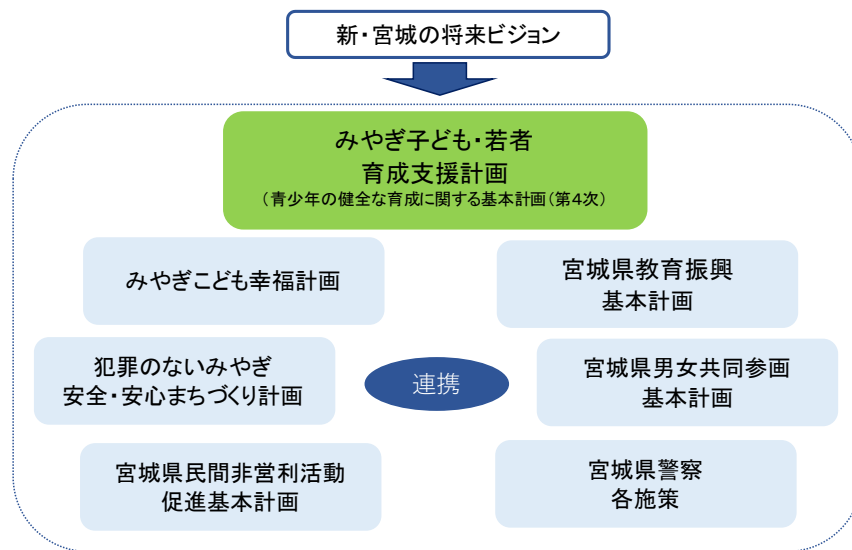 新・宮城の将来ビジョン
みやぎ子ども・若者
育成支援計画
(青少年の健全な育成に関する基本計画(第4次)
みやぎこども幸福計画
宮城県教育振興
基本計画
犯罪のないみやぎ
安全・安心まちづくり計画
連携
宮城県男女共同参画
基本計画
宮城県民間非営利活動
促進基本計画
宮城県警察
各施策